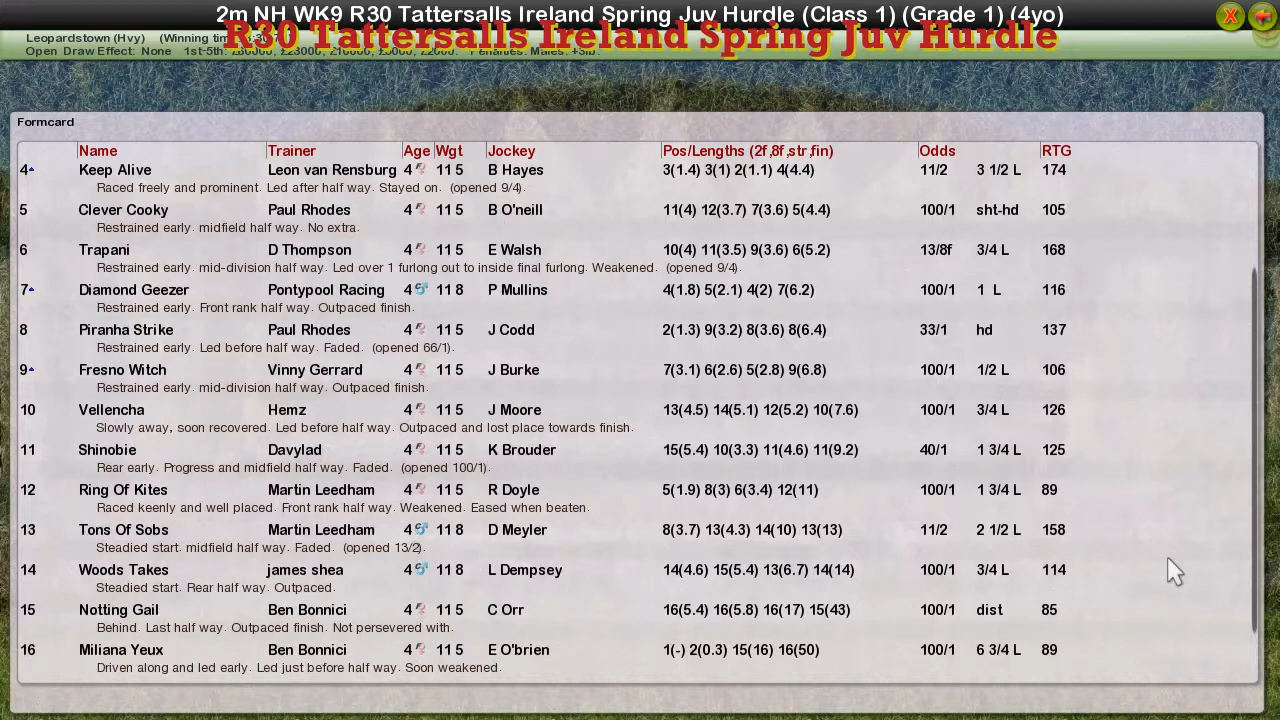 2m NH WK9 R30 Tattersalls Ireland Spring Juv Hurdle (Class 1) (Grade 1) (4yo)
R30 Tattersalls Ireland Spring Juv Hurdle
Leopardstown (Hvy) (Winning
Open Draw Effect: None 1st-5th: Penalties: Males: +3lb.
Formcard
Name Trainer Age Wgt Jockey Pos/Lengths (2f,8f,str,fin) Odds RTG
4 Keep Alive Leon van Rensburg 4 11 5 B Hayes 3(1.4) 3(1) 2(1.1) 4(4.4) 11/2 3 1/2 L 174
Raced freely and prominent. Led after half way. Stayed on. (opened 9/4).
5 Clever Cooky Paul Rhodes 4 11 5 B O'neill 11(4) 12(3.7) 7(3.6) 5(4.4) 100/1 sht-hd 105
Restrained early. midfield half way. No extra.
6 Trapani D Thompson 4 11 5 E Walsh 10(4) 11(3.5) 9(3.6) 6(5.2) 13/8f 3/4 L 168
Restrained early. mid-division half way. Led over 1 furlong out to inside final furlong. Weakened. (opened 9/4).
7 Diamond Geezer Pontypool Racing 4 11 8 P Mullins 4(1.8) 5(2.1) 4(2) 7(6.2) 100/1 1 L 116
Restrained early. Front rank half way. Outpaced finish.
8 Piranha Strike Paul Rhodes 4 11 5 J Codd 2(1.3) 9(3.2) 8(3.6) 8(6.4) 33/1 hd 137
Restrained early. Led before half way. Faded. (opened 66/1).
9 Fresno Witch Vinny Gerrard 4 11 5 J Burke 7(3.1) 6(2.6) 5(2.8) 9(6.8) 100/1 1/2 L 106
Restrained early. mid-division half way. Outpaced finish.
10 Vellencha Hemz 4 11 5 J Moore 13(4.5) 14(5.1) 12(5.2) 10(7.6) 100/1 3/4 L 126
Slowly away, soon recovered. Led before half way. Outpaced and lost place towards finish.
11 Shinobie Davylad 4 11 5 K Brouder 15(5.4) 10(3.3) 11(4.6) 11(9.2) 40/1 1 3/4 L 125
Rear early. Progress and midfield half way. Faded. (opened 100/1).
12 Ring Of Kites Martin Leedham 4 11 5 R Doyle 5(1.9) 8(3) 6(3.4) 12(11) 100/1 1 3/4 L 89
Raced keenly and well placed. Front rank half way. Weakened. Eased when beaten.
13 Tons Of Sobs Martin Leedham 4 11 8 D Meyler 8(3.7) 13(4.3) 14(10) 13(13) 11/2 2 1/2 L 158
Steadied start. midfield half way. Faded. (opened 13/2).
14 Woods Takes james shea 4 11 8 L Dempsey 14(4.6) 15(5.4) 13(6.7) 14(14) 100/1 3/4 L 114
Steadied start. Rear half way. Outpaced.
15 Notting Gail Ben Bonnici 4 11 5 C Orr 16(5.4) 16(5.8) 16(17) 15(43) 100/1 dist 85
Behind. Last half way. Outpaced finish. Not persevered with.
16 Miliana Yeux Ben Bonnici 4 11 5 E O'brien 1(-) 2(0.3) 15(16) 16(50) 100/1 6 3/4 L 89
Driven along and led early. Led just before half way. Soon weakened.